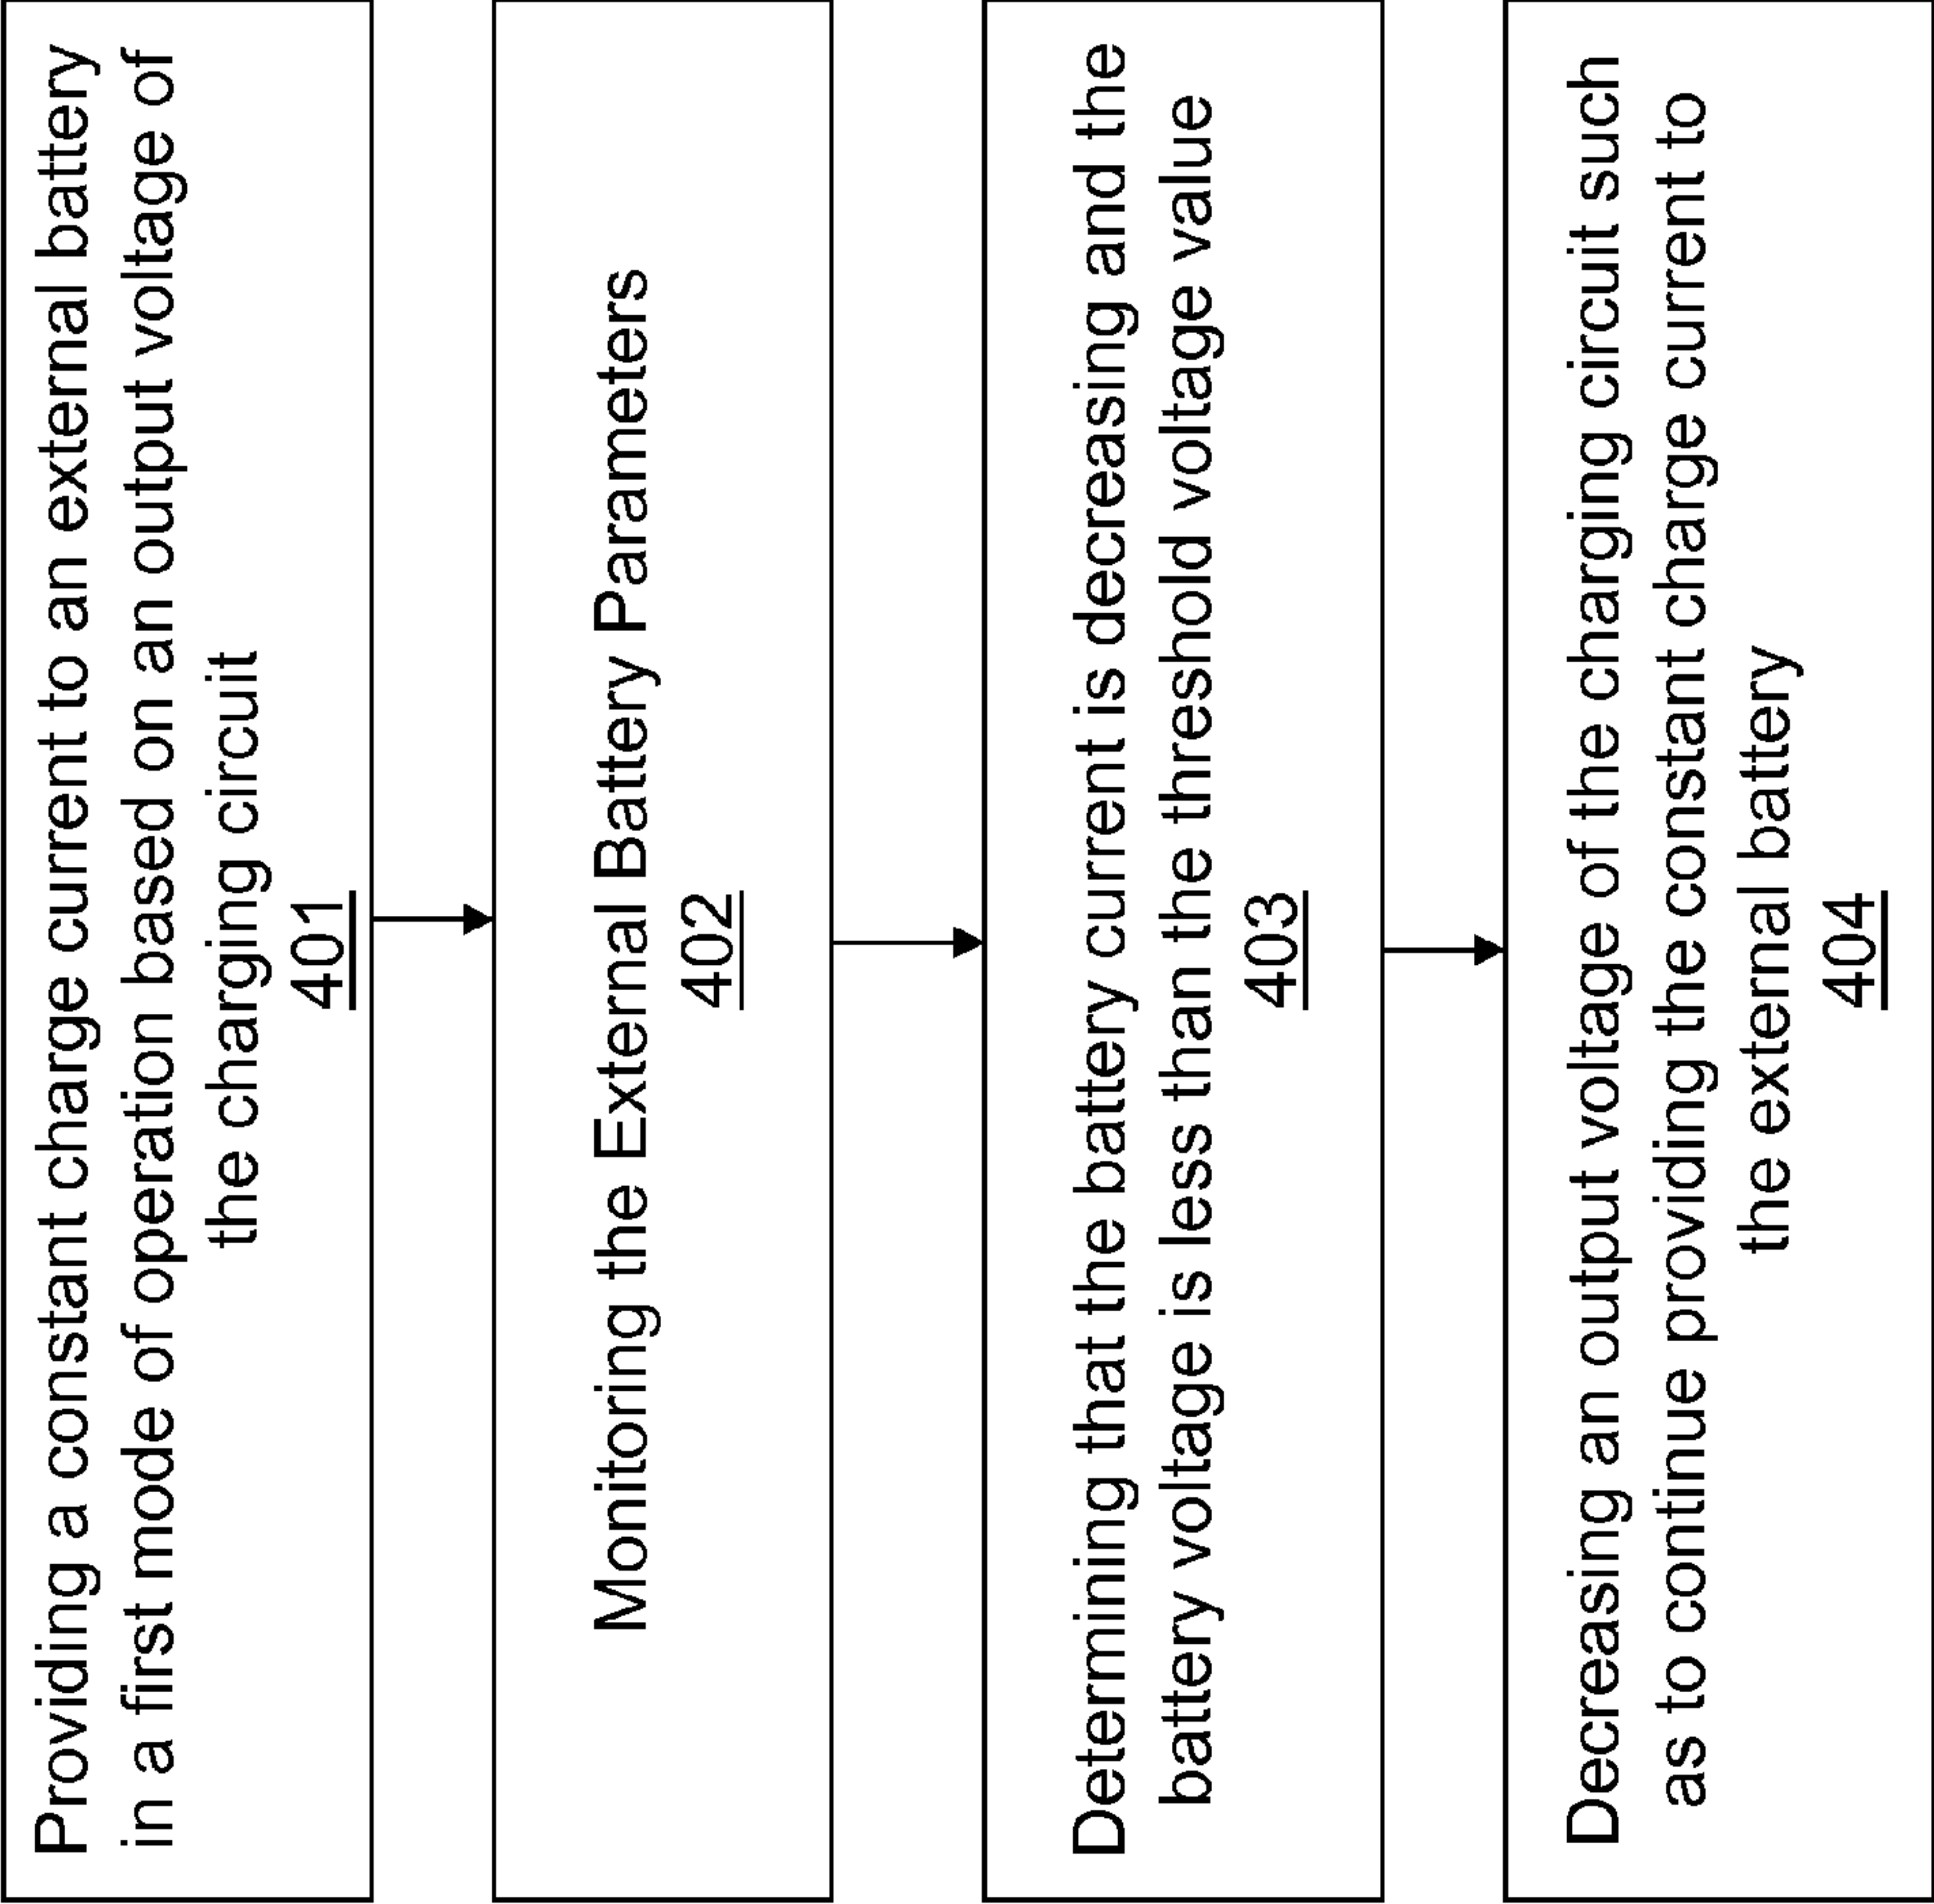 Providing a constant charge current to an external battery
in a first mode of operation based on an output voltage of
the charging circuit
401
Monitoring the External Battery Parameters
402
Determining that the battery current is decreasing and the
battery voltage is less than the threshold voltage value
403
Decreasing an output voltage of the charging circuit such
as to continue providing the constant charge current to
the external battery
404